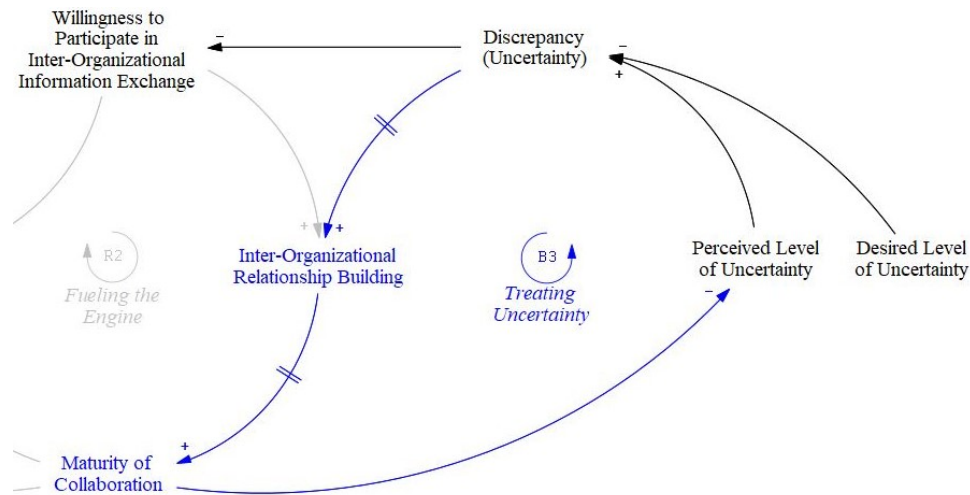 Willingness to
Participate in
Inter-Organizational
Information Exchange
−
Discrepancy
(Uncertainty)
−
+
+
+
R2
Fueling the
Engine
Inter-Organizational
Relationship Building
B3
Treating
Uncertainty
Perceived Level
of Uncertainty
Desired Level
of Uncertainty
−
+
Maturity of
Collaboration